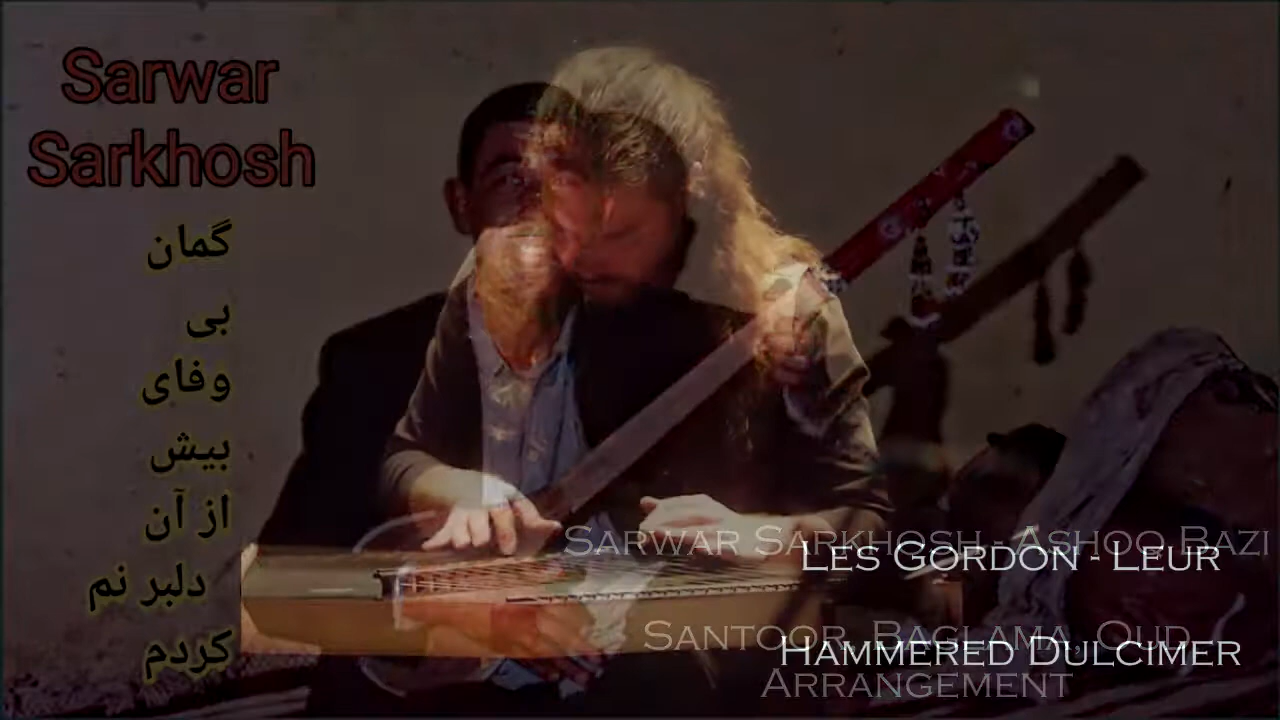 Sarwar
Sarkhosh
گمان
بی
وفای
بیش
از آن
دلبر نم
کردم
Sarwar Sarkhosh - Ashoo Bazi
Les Gordon - Leur
Santoor, Baglama, Oud
Hammered Dulcimer
Arrangement